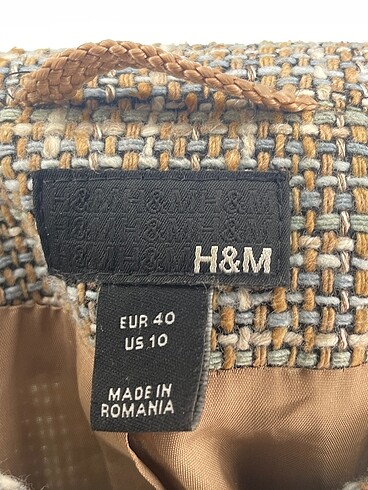 H&M H&M H&M
H&M H&M H&M
H&M H&M
H&M
EUR 40
US 10
MADE IN
ROMANIA